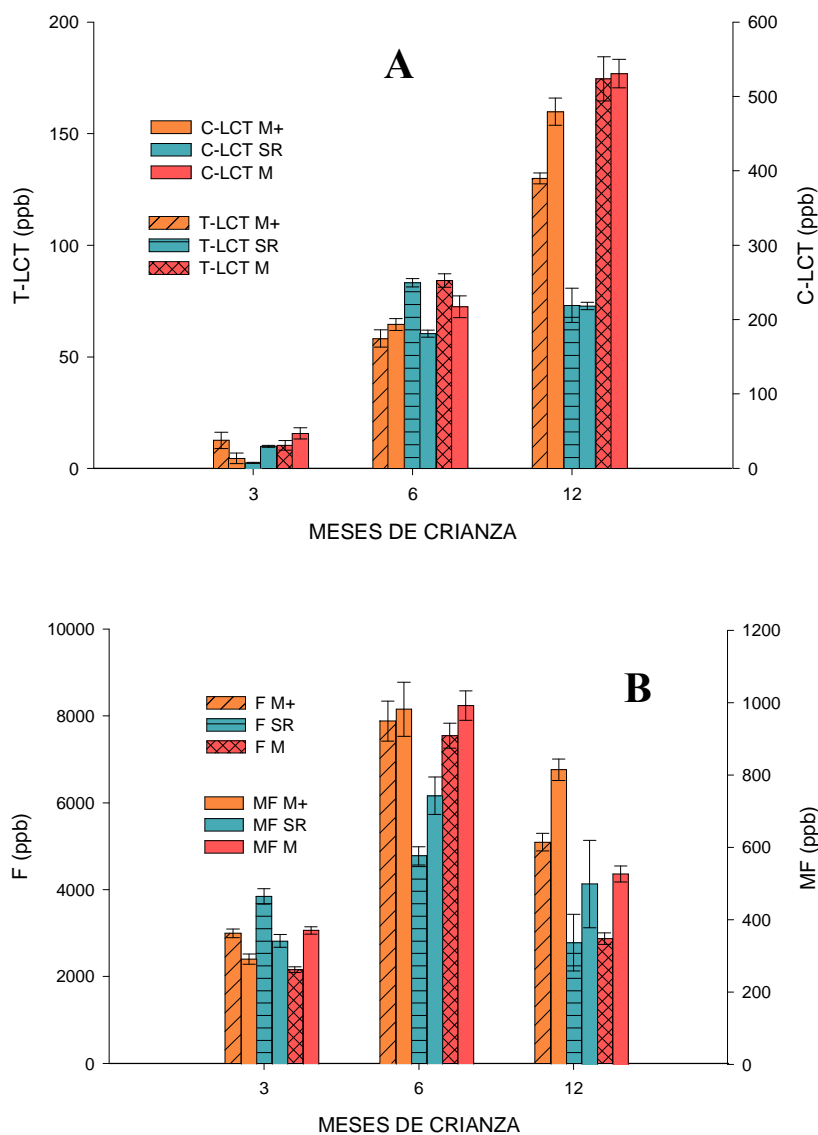 A
C-LCT M+
C-LCT SR
C-LCT M
T-LCT M+
T-LCT SR
T-LCT M
T-LCT (ppb)
200
150
100
50
0
C-LCT (ppb)
600
500
400
300
200
100
0
3 6 12
MESES DE CRIANZA
B
F M+
F SR
F M
MF M+
MF SR
MF M
F (ppb)
10000
8000
6000
4000
2000
0
MF (ppb)
1200
1000
800
600
400
200
0
3 6 12
MESES DE CRIANZA